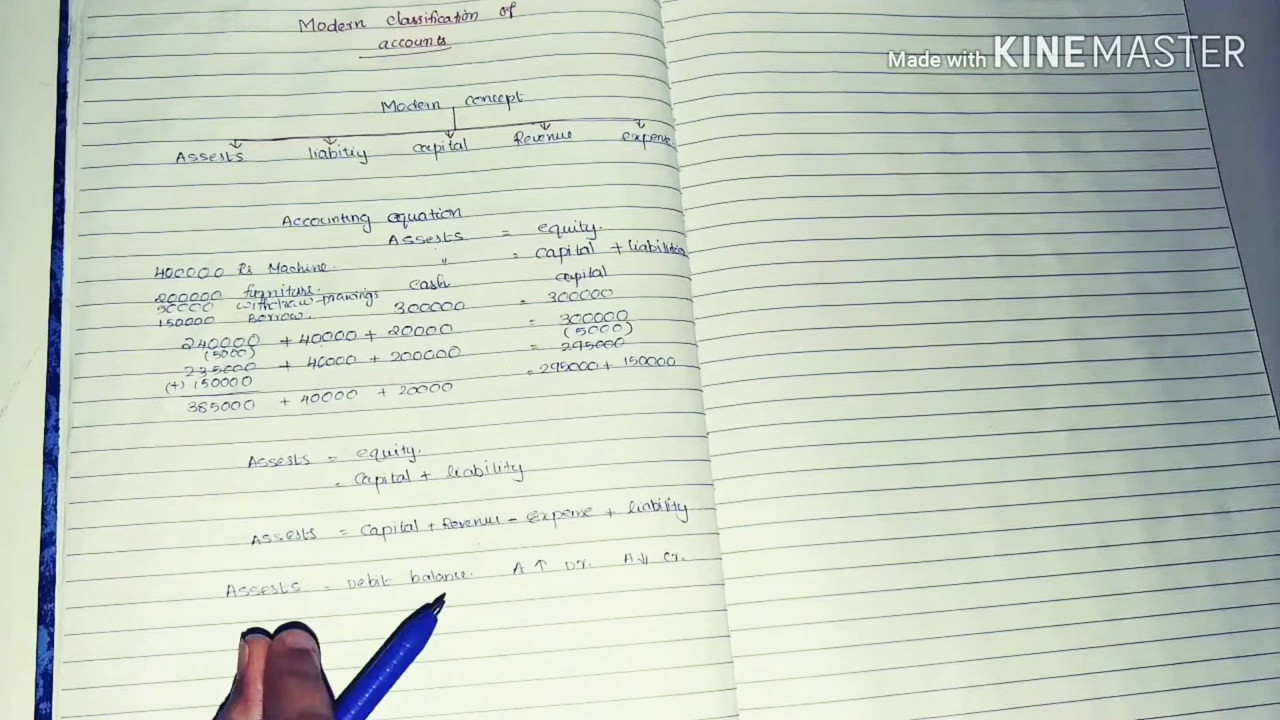 Modern classification of
accounts
Made with KINEMASTER
Modern concept
Assests liabitiy capital Revenue expense
Accounting equation
Assests = equity.
400000 Rs Machine. " = capital + liabilities
200000 furniture. cash capital
50000 withdraw Drawings
150000 Borrow. 300000 = 300000
240000 + 40000 + 20000 = 300000
(5000) (5000)
235000 + 40000 + 200000 = 295000
(+) 150000 = 295000 + 150000
385000 + 40000 + 20000
Assests = equity.
= Capital + liability
Assests = Capital + Revenue - Expense + liability
Assests = Debit balance. A ↑ Dr. A↓ Cr.